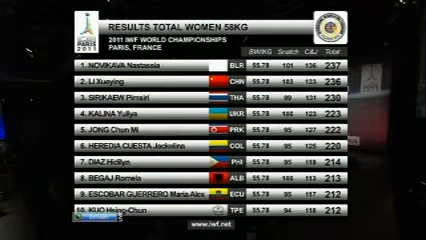 RESULTS TOTAL WOMEN 58KG
2011 IWF WORLD CHAMPIONSHIPS
PARIS, FRANCE
PARIS
2011
BW/KG Snatch C&J Total
1. NOVIKAVA Nastassia BLR 55.78 101 136 237
2. LI Xueying CHN 55.78 103 133 236
3. SIRIKAEW Pimsiri THA 55.78 99 131 230
4. KALINA Yuliya UKR 55.78 100 123
5. JONG Chun Mi PRK 55.78 95 127 222
6. HEREDIA CUESTA Jackelina COL 55.78 95 125 220
7. DIAZ Hidilyn PHI 55.78 95 119 214
8. BEGAJ Romela ALB 55.78 100 113 213
9. ESCOBAR GUERRERO Maria Alex ECU 55.78 95 117 212
10. KUO Hsing-Chun TPE 55.78 94 118 212
www.iwf.net